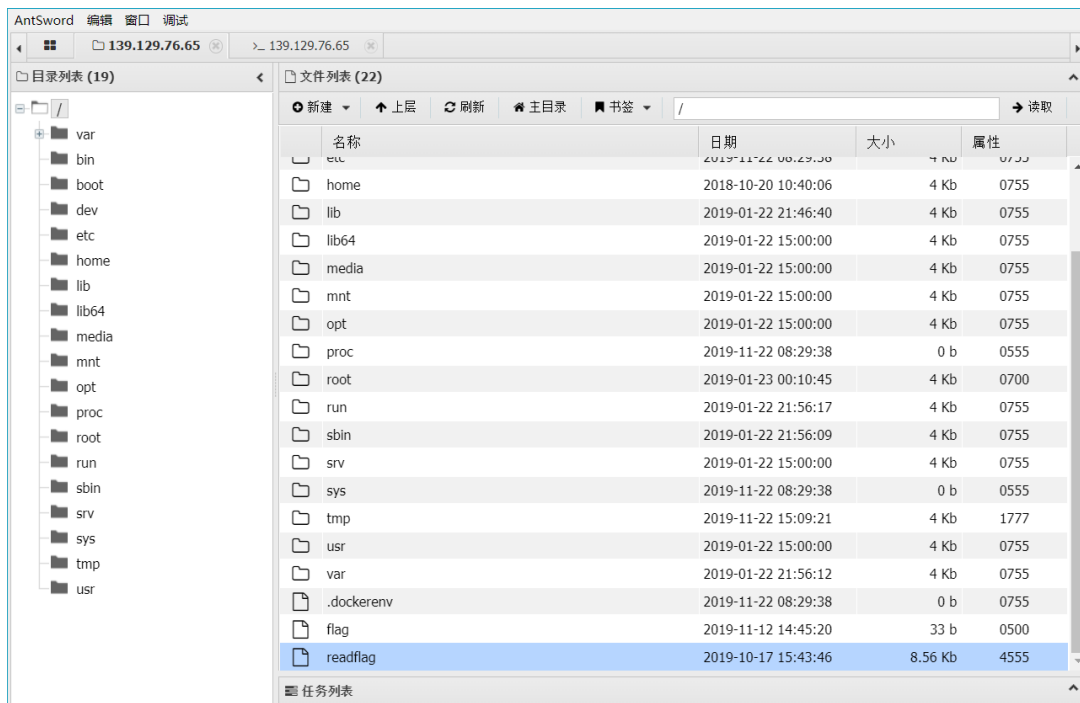 AntSword 编辑 窗口 调试
139.129.76.65 >_ 139.129.76.65
目录列表 (19)
/
var
bin
boot
dev
etc
home
lib
lib64
media
mnt
opt
proc
root
run
sbin
srv
sys
tmp
usr
文件列表 (22)
新建 上层 刷新 主目录 书签 / 读取
名称 日期 大小 属性
etc 2019-11-22 08:29:38 4 Kb 0755
home 2018-10-20 10:40:06 4 Kb 0755
lib 2019-01-22 21:46:40 4 Kb 0755
lib64 2019-01-22 15:00:00 4 Kb 0755
media 2019-01-22 15:00:00 4 Kb 0755
mnt 2019-01-22 15:00:00 4 Kb 0755
opt 2019-01-22 15:00:00 4 Kb 0755
proc 2019-11-22 08:29:38 0 b 0555
root 2019-01-23 00:10:45 4 Kb 0700
run 2019-01-22 21:56:17 4 Kb 0755
sbin 2019-01-22 21:56:09 4 Kb 0755
srv 2019-01-22 15:00:00 4 Kb 0755
sys 2019-11-22 08:29:38 0 b 0555
tmp 2019-11-22 15:09:21 4 Kb 1777
usr 2019-01-22 15:00:00 4 Kb 0755
var 2019-01-22 21:56:12 4 Kb 0755
.dockerenv 2019-11-22 08:29:38 0 b 0755
flag 2019-11-12 14:45:20 33 b 0500
readflag 2019-10-17 15:43:46 8.56 Kb 4555
任务列表